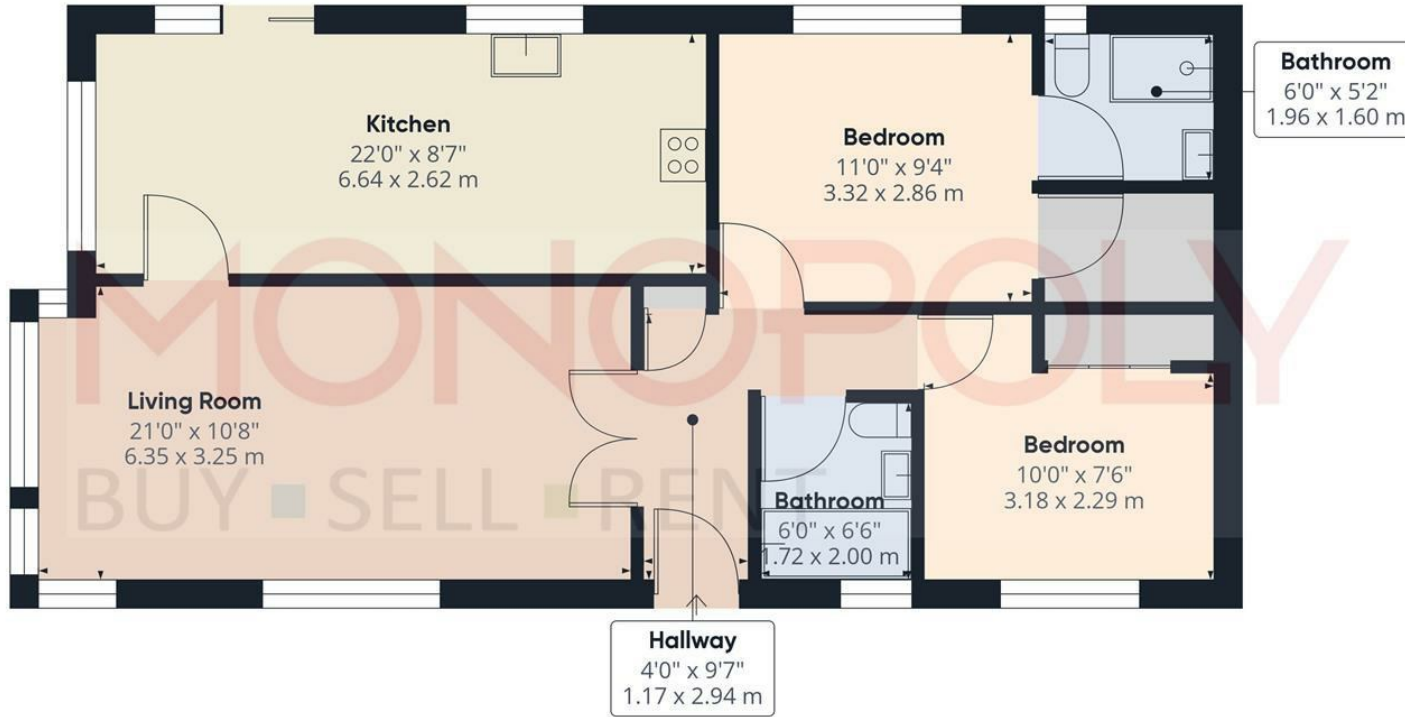 Kitchen
22'0" x 8'7"
6.64 x 2.62 m
Bedroom
11'0" x 9'4"
3.32 x 2.86 m
Bathroom
6'0" x 5'2"
1.96 x 1.60 m
MONOPOLY
BUY SELL RENT
Living Room
21'0" x 10'8"
6.35 x 3.25 m
Bathroom
6'0" x 6'6"
1.72 x 2.00 m
Bedroom
10'0" x 7'6"
3.18 x 2.29 m
Hallway
4'0" x 9'7"
1.17 x 2.94 m